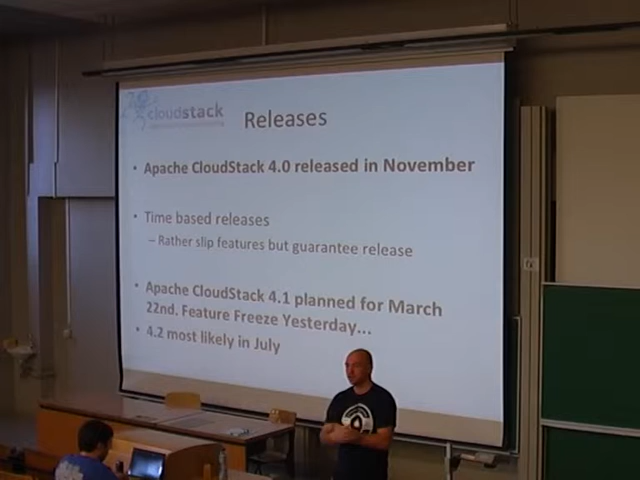 cloudstack
Releases
• Apache CloudStack 4.0 released in November
• Time based releases
– Rather slip features but guarantee release
• Apache CloudStack 4.1 planned for March
22nd. Feature Freeze Yesterday...
• 4.2 most likely in July